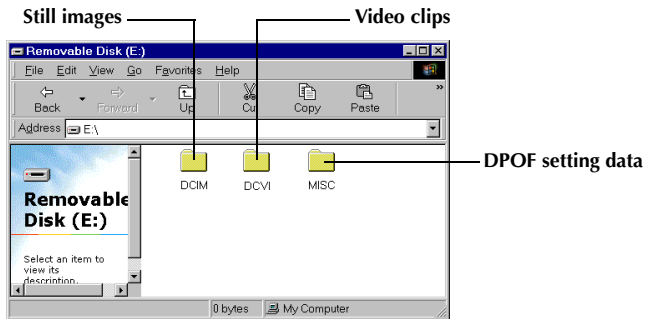 Still images
Video clips
Removable Disk (E:)
File Edit View Go Favorites Help
Back Forward Up Cut Copy Paste »
Address E:\
DCIM DCVI MISC
DPOF setting data
Removable
Disk (E:)
Select an item to
view its
description.
0 bytes My Computer